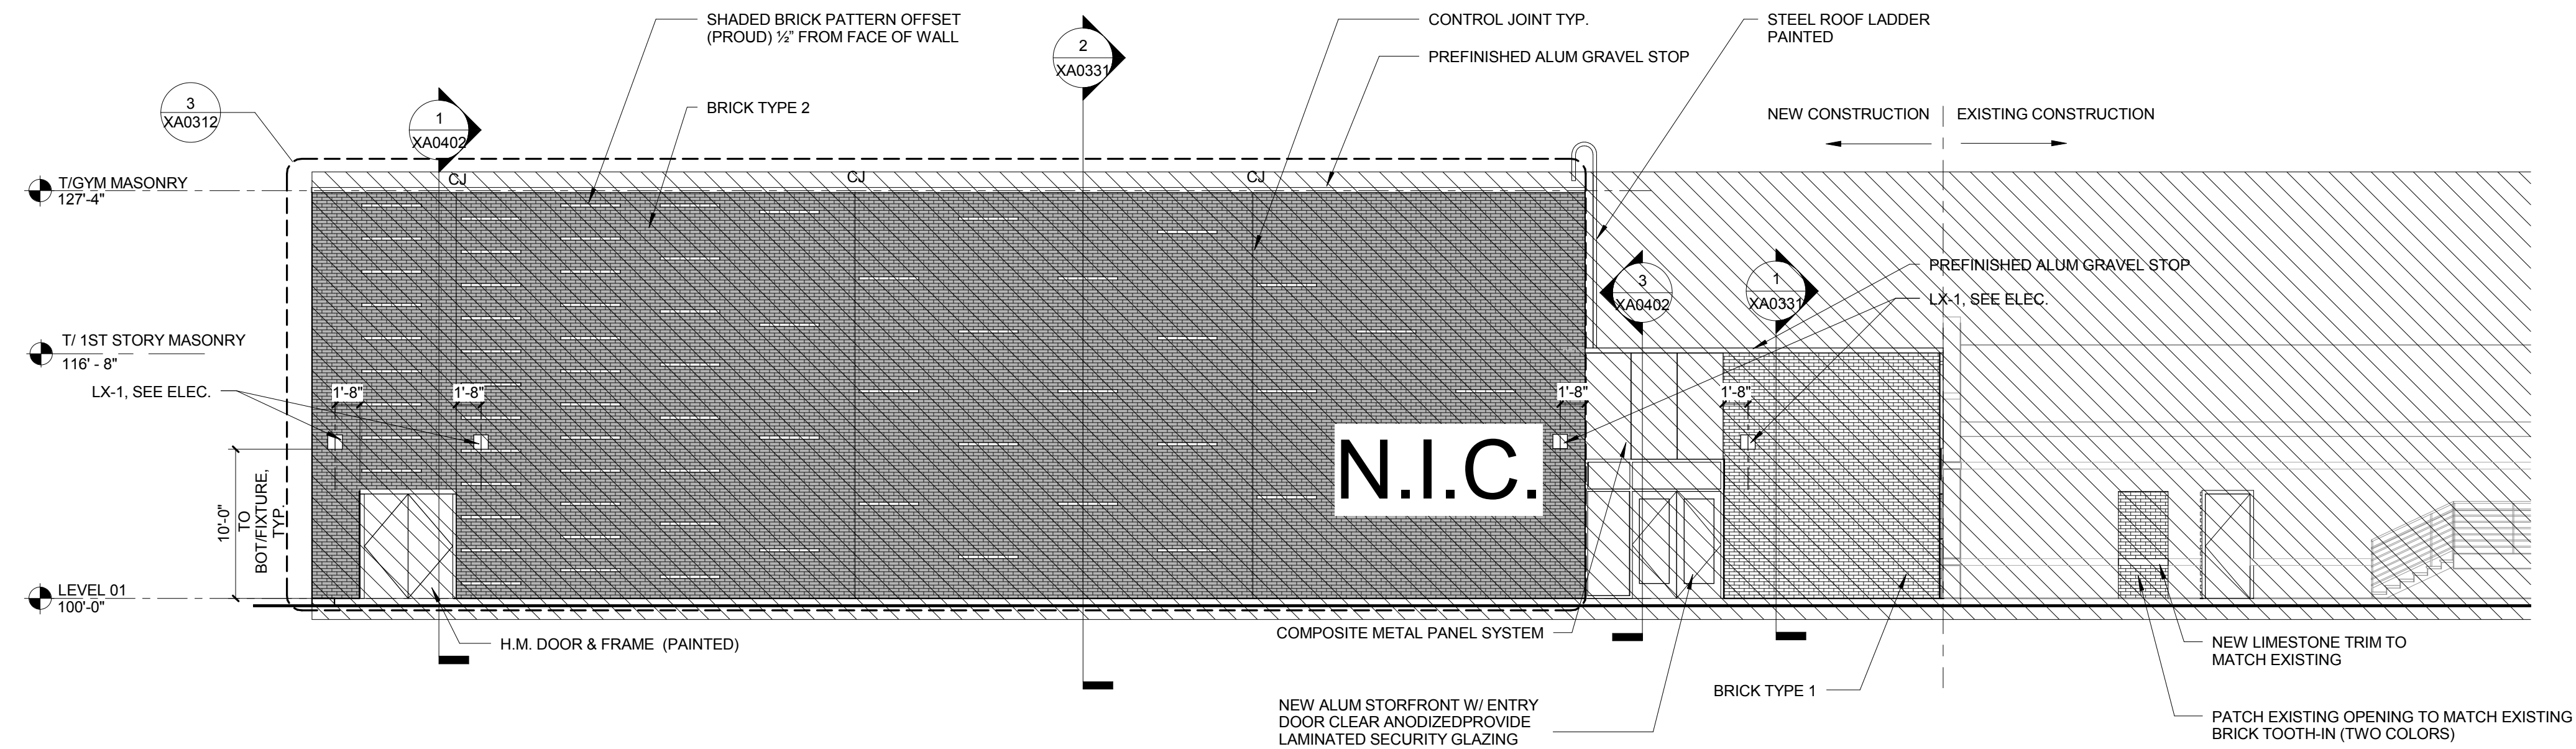 SHADED BRICK PATTERN OFFSET
(PROUD) ½" FROM FACE OF WALL
CONTROL JOINT TYP.
STEEL ROOF LADDER
PAINTED
2
XA0331
PREFINISHED ALUM GRAVEL STOP
3
XA0312
BRICK TYPE 2
1
XA0402
NEW CONSTRUCTION
EXISTING CONSTRUCTION
T/GYM MASONRY
127'-4"
CJ
CJ
CJ
PREFINISHED ALUM GRAVEL STOP
3
XA0402
1
XA0331
LX-1, SEE ELEC.
T/ 1ST STORY MASONRY
116' - 8"
LX-1, SEE ELEC.
1'-8"
1'-8"
1'-8"
1'-8"
N.I.C.
10'-0"
TO
BOT/FIXTURE,
TYP.
LEVEL 01
100'-0"
H.M. DOOR & FRAME (PAINTED)
COMPOSITE METAL PANEL SYSTEM
NEW LIMESTONE TRIM TO
MATCH EXISTING
BRICK TYPE 1
NEW ALUM STORFRONT W/ ENTRY
DOOR CLEAR ANODIZEDPROVIDE
LAMINATED SECURITY GLAZING
PATCH EXISTING OPENING TO MATCH EXISTING
BRICK TOOTH-IN (TWO COLORS)